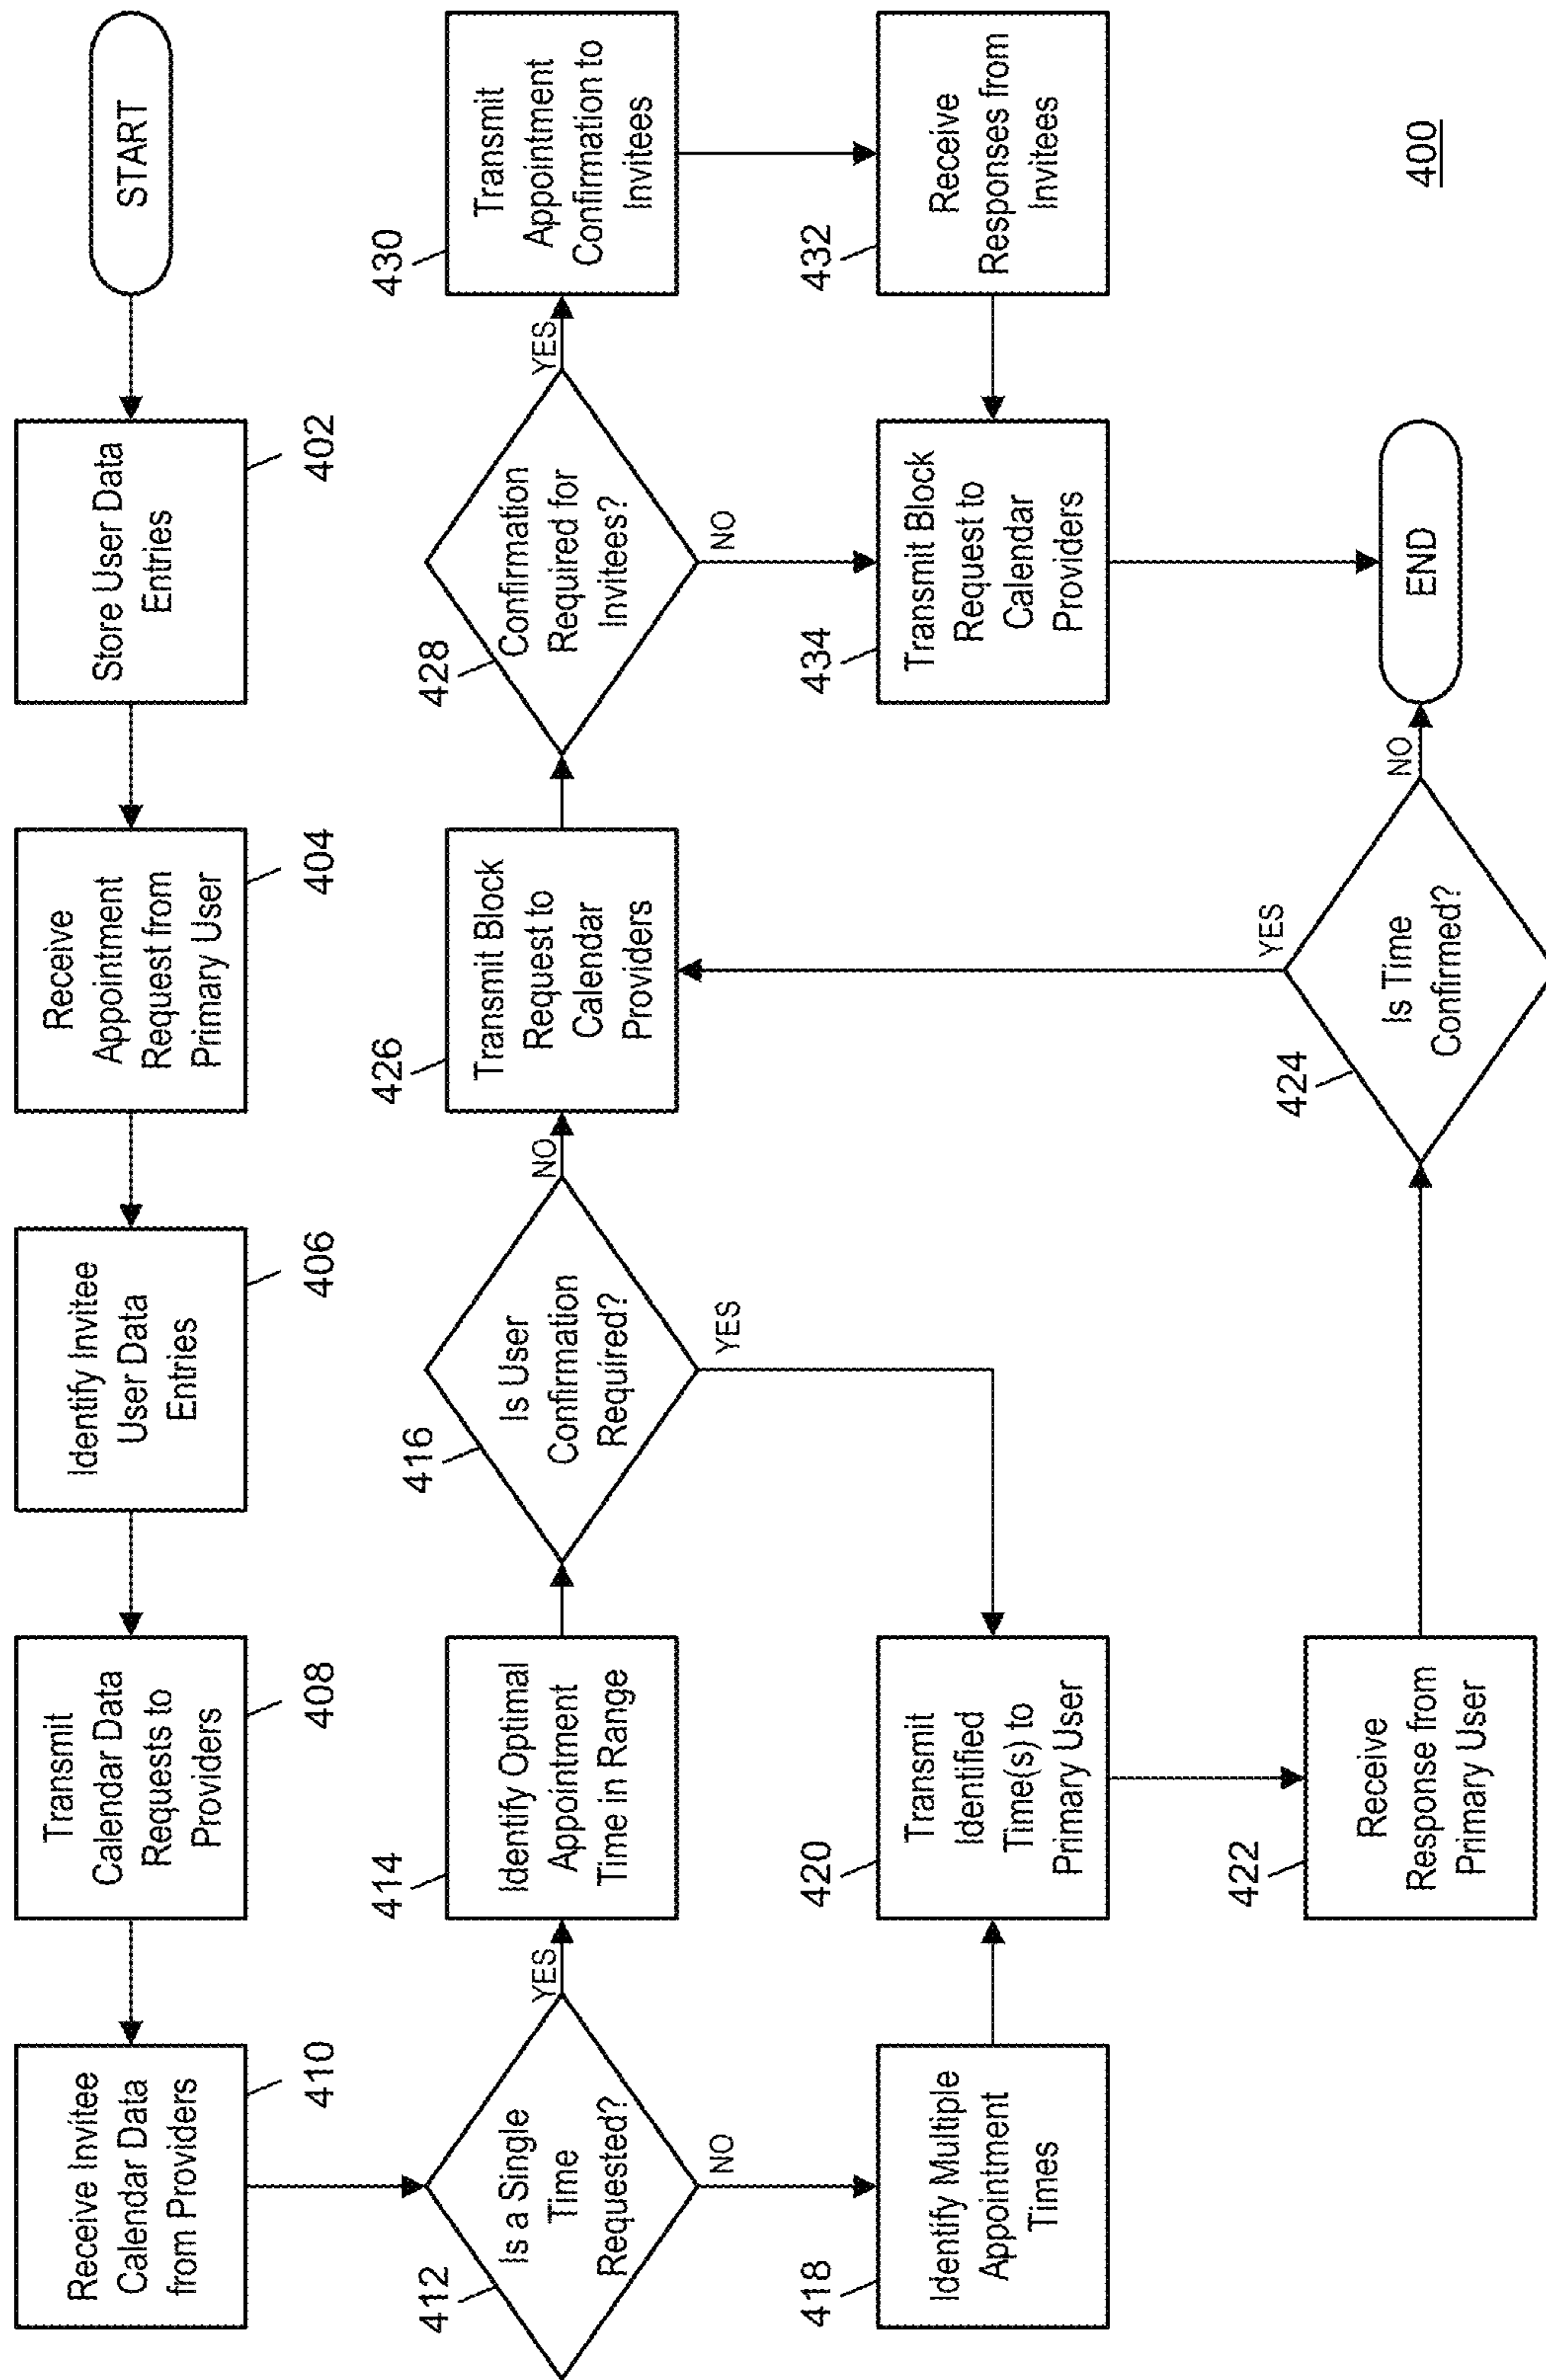 START
Store User Data
Entries
402
Receive
Appointment
Request from
Primary User
404
Identify Invitee
User Data
Entries
406
Transmit
Calendar Data
Requests to
Providers
408
Receive Invitee
Calendar Data
from Providers
410
412
Is a Single
Time
Requested?
YES
NO
414
Identify Optimal
Appointment
Time in Range
416
Is User
Confirmation
Required?
NO
YES
418
Identify Multiple
Appointment
Times
420
Transmit
Identified
Time(s) to
Primary User
422
Receive
Response from
Primary User
424
Is Time
Confirmed?
YES
NO
426
Transmit Block
Request to
Calendar
Providers
428
Confirmation
Required for
Invitees?
YES
NO
430
Transmit
Appointment
Confirmation to
Invitees
432
Receive
Responses from
Invitees
434
Transmit Block
Request to
Calendar
Providers
END
400